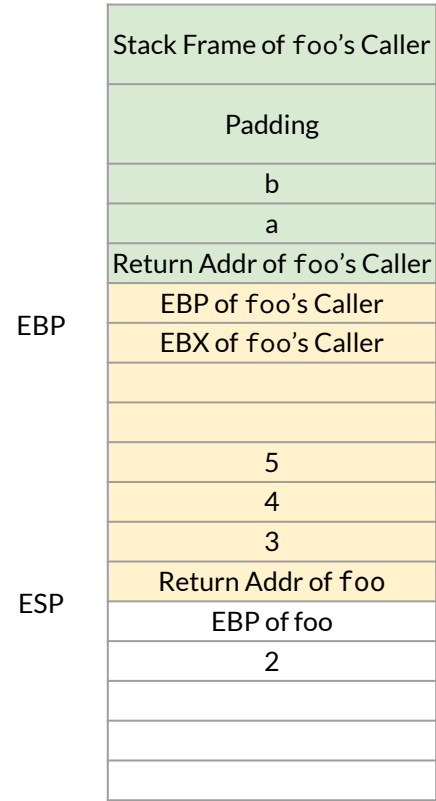 Stack Frame of foo’s Caller
Padding
b
a
Return Addr of foo’s Caller
EBP of foo’s Caller
EBP
EBX of foo’s Caller
5
4
3
Return Addr of foo
ESP
EBP of foo
2